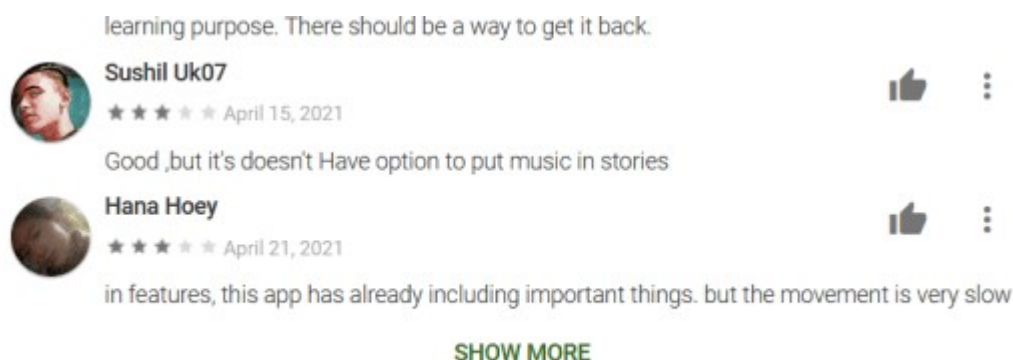 learning purpose. There should be a way to get it back.
Sushil Uk07
April 15, 2021
Good ,but it's doesn't Have option to put music in stories
Hana Hoey
April 21, 2021
in features, this app has already including important things. but the movement is very slow
SHOW MORE